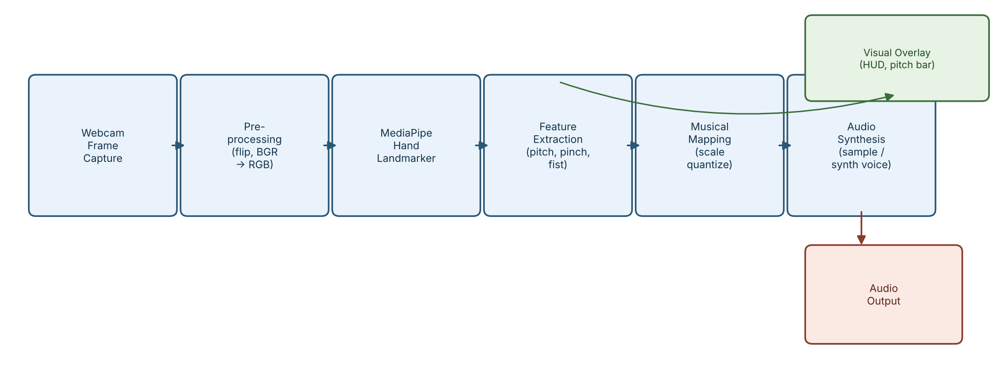 Visual Overlay
(HUD, pitch bar)
Webcam
Frame
Capture
Pre-
processing
(flip, BGR
→ RGB)
MediaPipe
Hand
Landmarker
Feature
Extraction
(pitch, pinch,
fist)
Musical
Mapping
(scale
quantize)
Audio
Synthesis
(sample /
synth voice)
Audio
Output